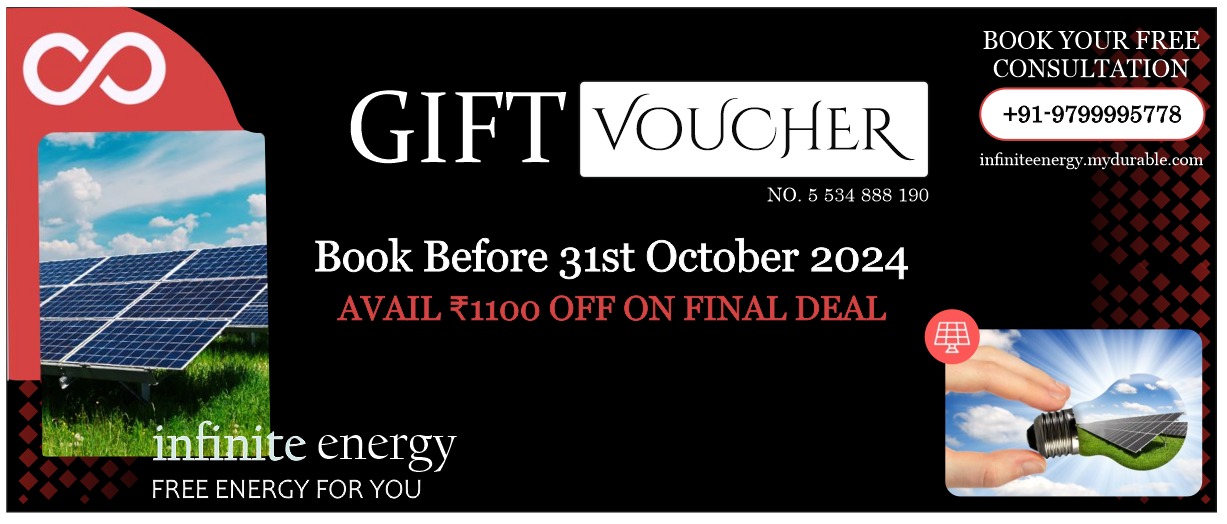 GIFT VOUCHER
NO. 5 534 888 190
Book Before 31st October 2024
AVAIL ₹1100 OFF ON FINAL DEAL
BOOK YOUR FREE
CONSULTATION
+91-9799995778
infiniteenergy.mydurable.com
infinite energy
FREE ENERGY FOR YOU